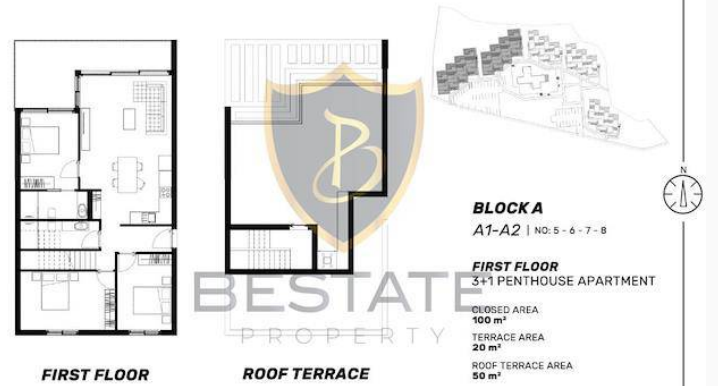 N
BLOCK A
A1-A2 | NO: 5 - 6 - 7 - 8
FIRST FLOOR
3+1 PENTHOUSE APARTMENT
CLOSED AREA
100 m²
TERRACE AREA
20 m²
ROOF TERRACE AREA
50 m²
B
BESTATE
PROPERTY
FIRST FLOOR
ROOF TERRACE